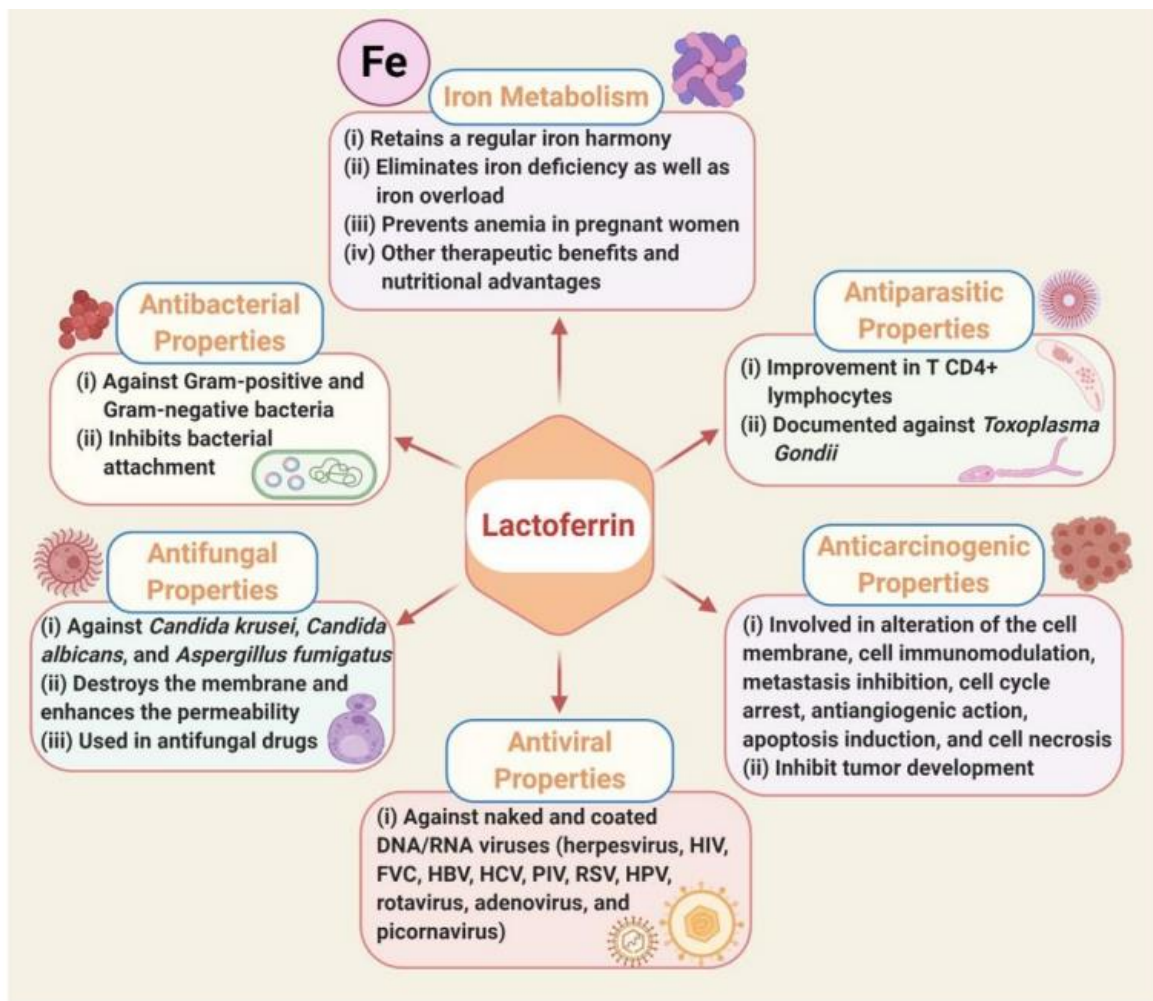 Fe
Iron Metabolism
(i) Retains a regular iron harmony
(ii) Eliminates iron deficiency as well as
iron overload
(iii) Prevents anemia in pregnant women
(iv) Other therapeutic benefits and
nutritional advantages
Antibacterial
Properties
(i) Against Gram-positive and
Gram-negative bacteria
(ii) Inhibits bacterial
attachment
Antiparasitic
Properties
(i) Improvement in T CD4+
lymphocytes
(ii) Documented against Toxoplasma
Gondii
Lactoferrin
Antifungal
Properties
(i) Against Candida krusei, Candida
albicans, and Aspergillus fumigatus
(ii) Destroys the membrane and
enhances the permeability
(iii) Used in antifungal drugs
Anticarcinogenic
Properties
(i) Involved in alteration of the cell
membrane, cell immunomodulation,
metastasis inhibition, cell cycle
arrest, antiangiogenic action,
apoptosis induction, and cell necrosis
(ii) Inhibit tumor development
Antiviral
Properties
(i) Against naked and coated
DNA/RNA viruses (herpesvirus, HIV,
FVC, HBV, HCV, PIV, RSV, HPV,
rotavirus, adenovirus, and
picornavirus)